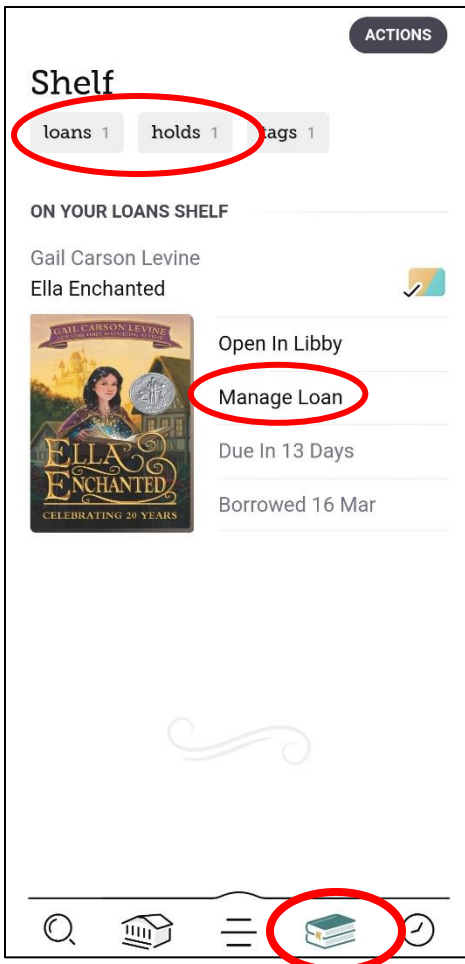 ACTIONS
Shelf
loans 1 holds 1 tags 1
ON YOUR LOANS SHELF
Gail Carson Levine
Ella Enchanted
GAIL CARSON LEVINE
ELLA
ENCHANTED
CELEBRATING 20 YEARS
Open In Libby
Manage Loan
Due In 13 Days
Borrowed 16 Mar